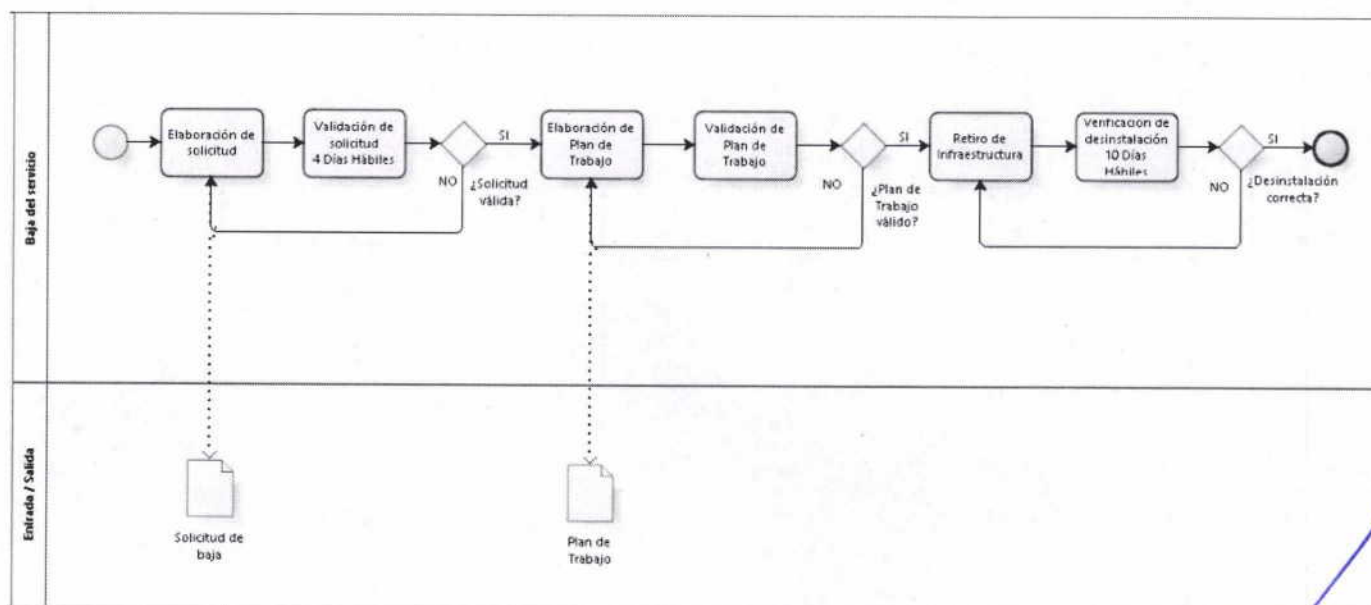 Baja del servicio
Elaboración de
solicitud
Validación de
solicitud
4 Días Hábiles
SI
NO
¿Solicitud
válida?
Elaboración de
Plan de
Trabajo
Validación de
Plan de
Trabajo
SI
NO
¿Plan de
Trabajo
válido?
Retiro de
Infraestructura
Verificación de
desinstalación
10 Días
Hábiles
SI
NO
¿Desinstalación
correcta?
Entrada / Salida
Solicitud de
baja
Plan de
Trabajo